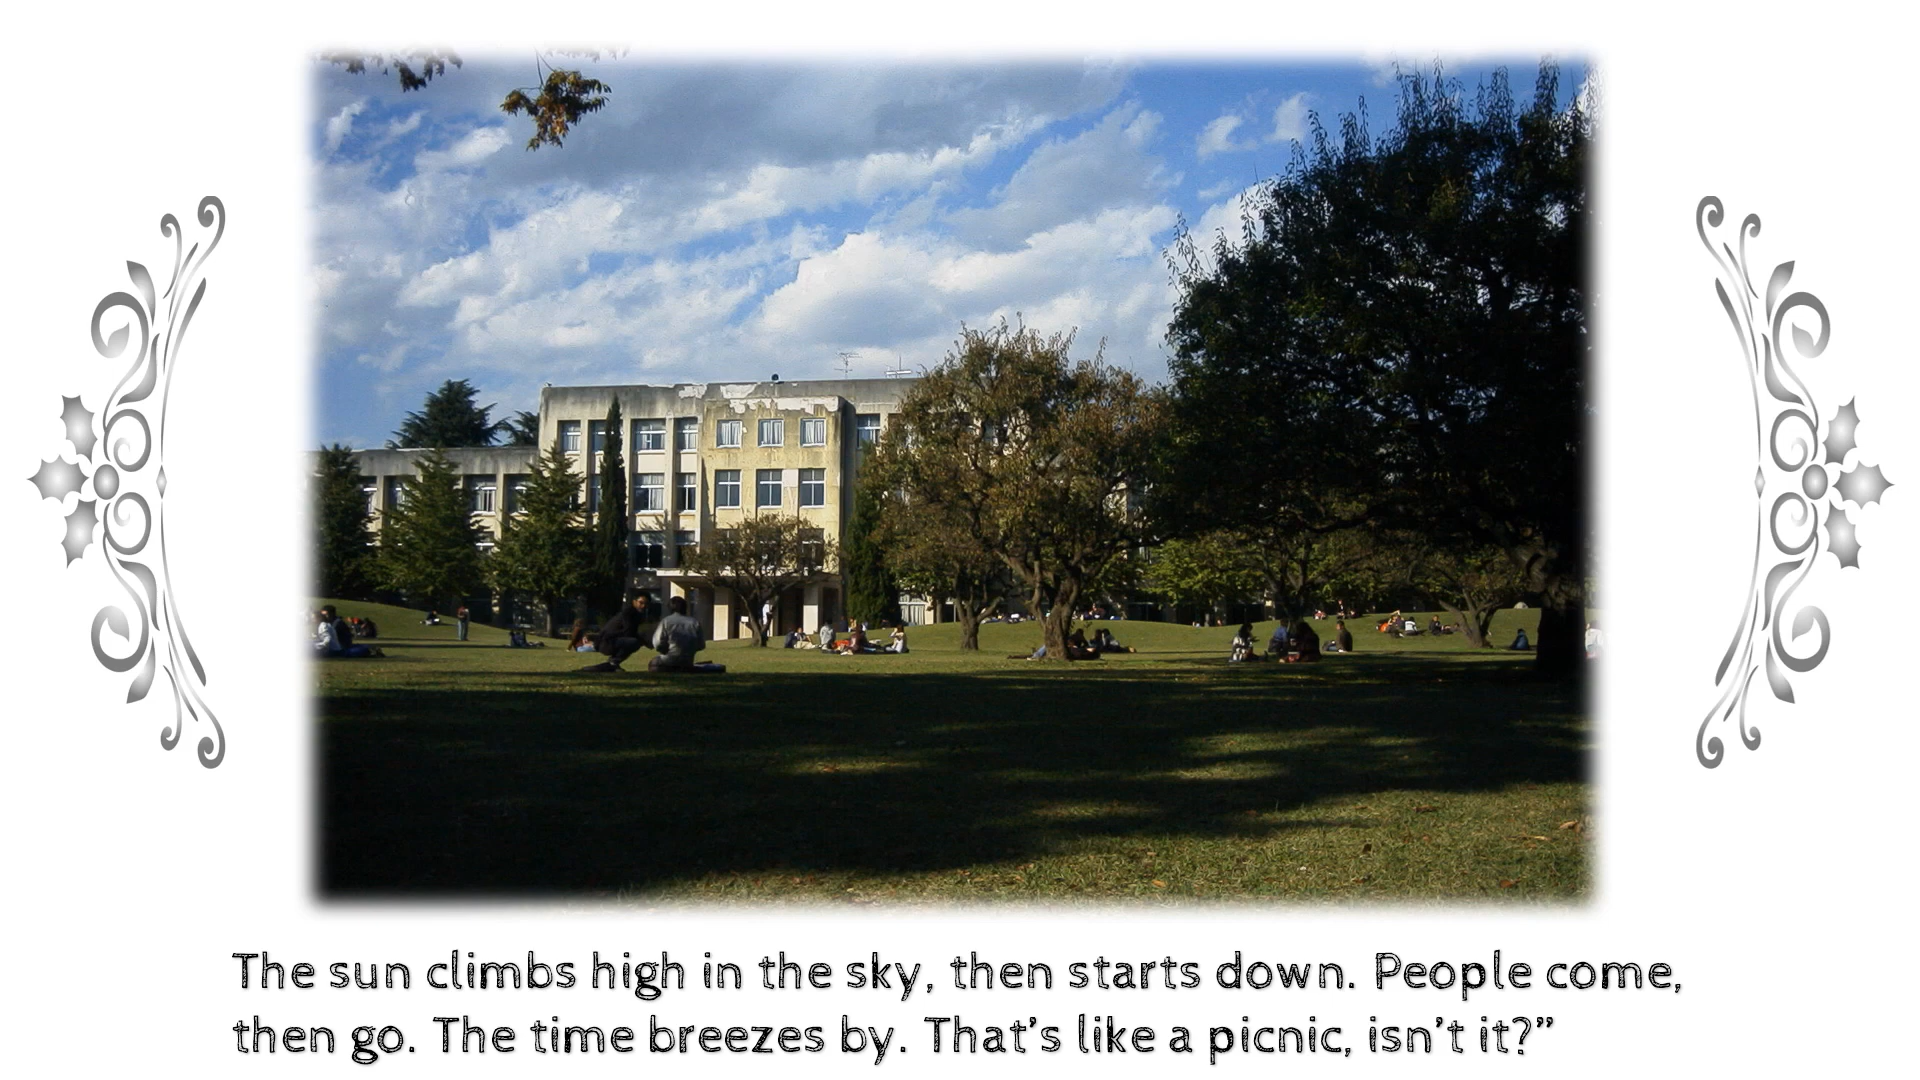 The sun climbs high in the sky, then starts down. People come,
then go. The time breezes by. That’s like a picnic, isn’t it?”